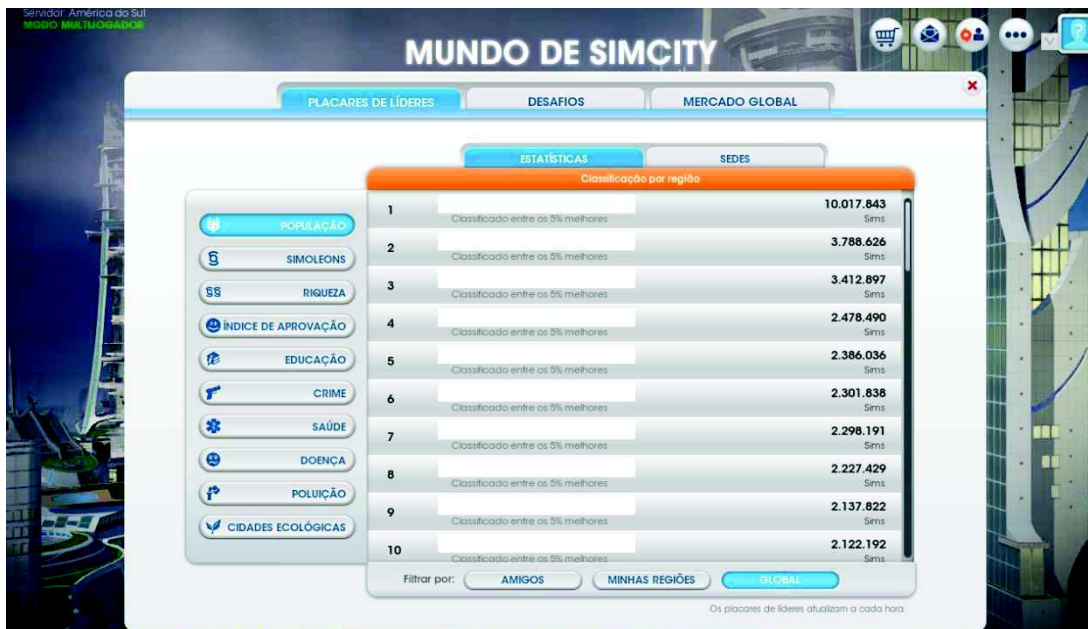 Servidor: América do Sul
MODO MULTIJOGADOR
MUNDO DE SIMCITY
PLACARES DE LÍDERES
DESAFIOS
MERCADO GLOBAL
ESTATÍSTICAS
SEDES
Classificação por região
POPULAÇÃO
SIMOLEONS
RIQUEZA
ÍNDICE DE APROVAÇÃO
EDUCAÇÃO
CRIME
SAÚDE
DOENÇA
POLUIÇÃO
CIDADES ECOLÓGICAS
1 10.017.843
Classificado entre os 5% melhores Sims
2 3.788.626
Classificado entre os 5% melhores Sims
3 3.412.897
Classificado entre os 5% melhores Sims
4 2.478.490
Classificado entre os 5% melhores Sims
5 2.386.036
Classificado entre os 5% melhores Sims
6 2.301.838
Classificado entre os 5% melhores Sims
7 2.298.191
Classificado entre os 5% melhores Sims
8 2.227.429
Classificado entre os 5% melhores Sims
9 2.137.822
Classificado entre os 5% melhores Sims
10 2.122.192
Classificado entre os 5% melhores Sims
Filtrar por: AMIGOS MINHAS REGIÕES GLOBAL
Os placares de líderes atualizam a cada hora